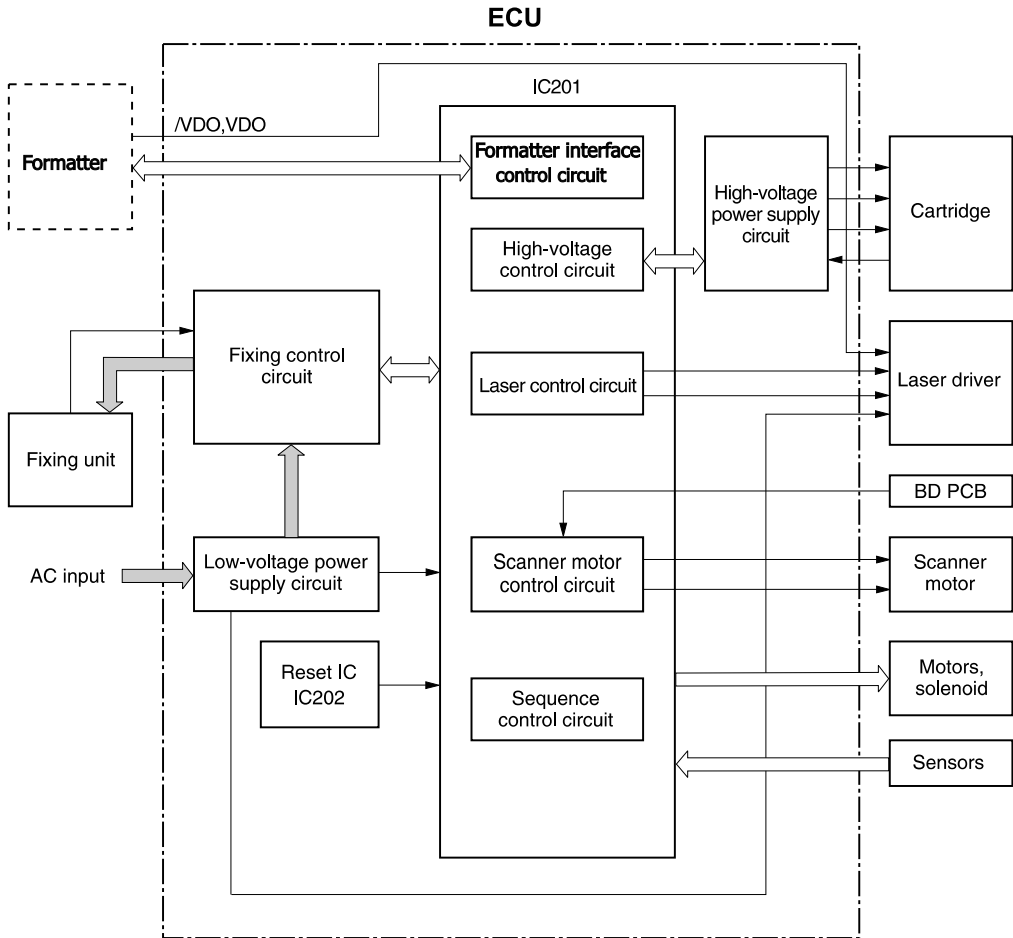 ECU
IC201
/VDO,VDO
Formatter
Formatter interface
control circuit
High-voltage
power supply
circuit
Cartridge
High-voltage
control circuit
Fixing control
circuit
Laser control circuit
Laser driver
Fixing unit
BD PCB
AC input
Low-voltage power
supply circuit
Scanner motor
control circuit
Scanner
motor
Reset IC
IC202
Motors,
solenoid
Sequence
control circuit
Sensors